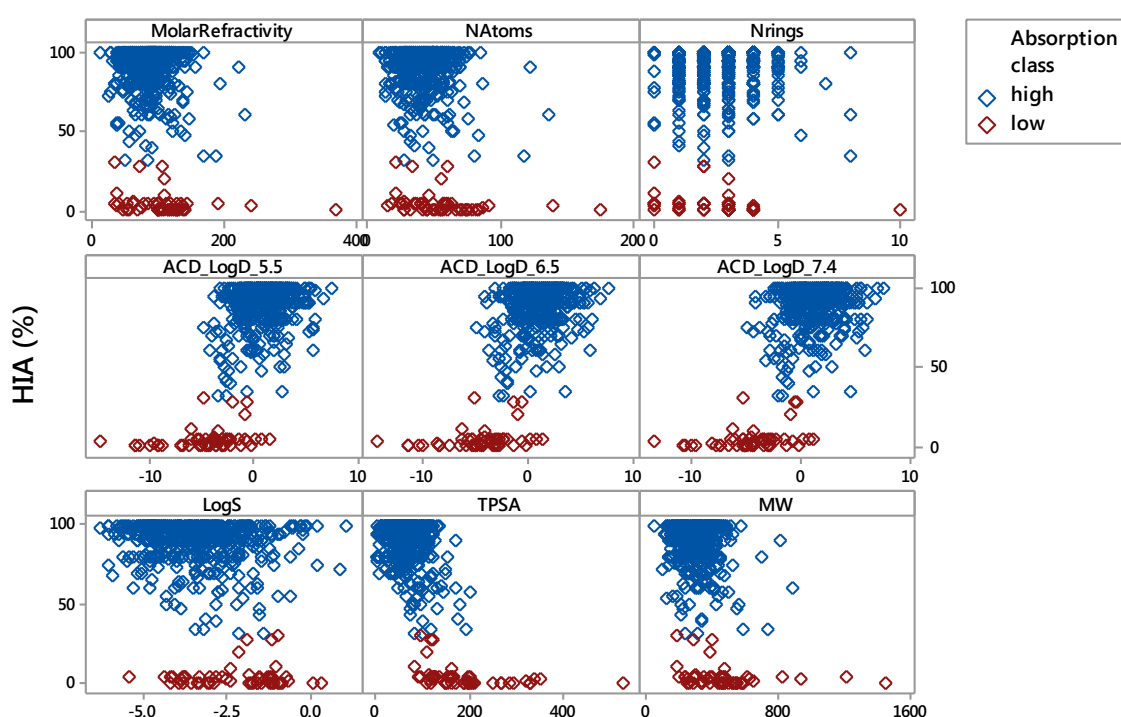 MolarRefractivity NAtoms Nrings
100
50
0
0 200 400 0 100 200 0 5 10
ACD_LogD_5.5 ACD_LogD_6.5 ACD_LogD_7.4
100
50
0
-10 0 10 -10 0 10 -10 0 10
LogS TPSA MW
100
50
0
-5.0 -2.5 0.0 0 200 400 0 800 1600
HIA (%)
Absorption
class
high
low